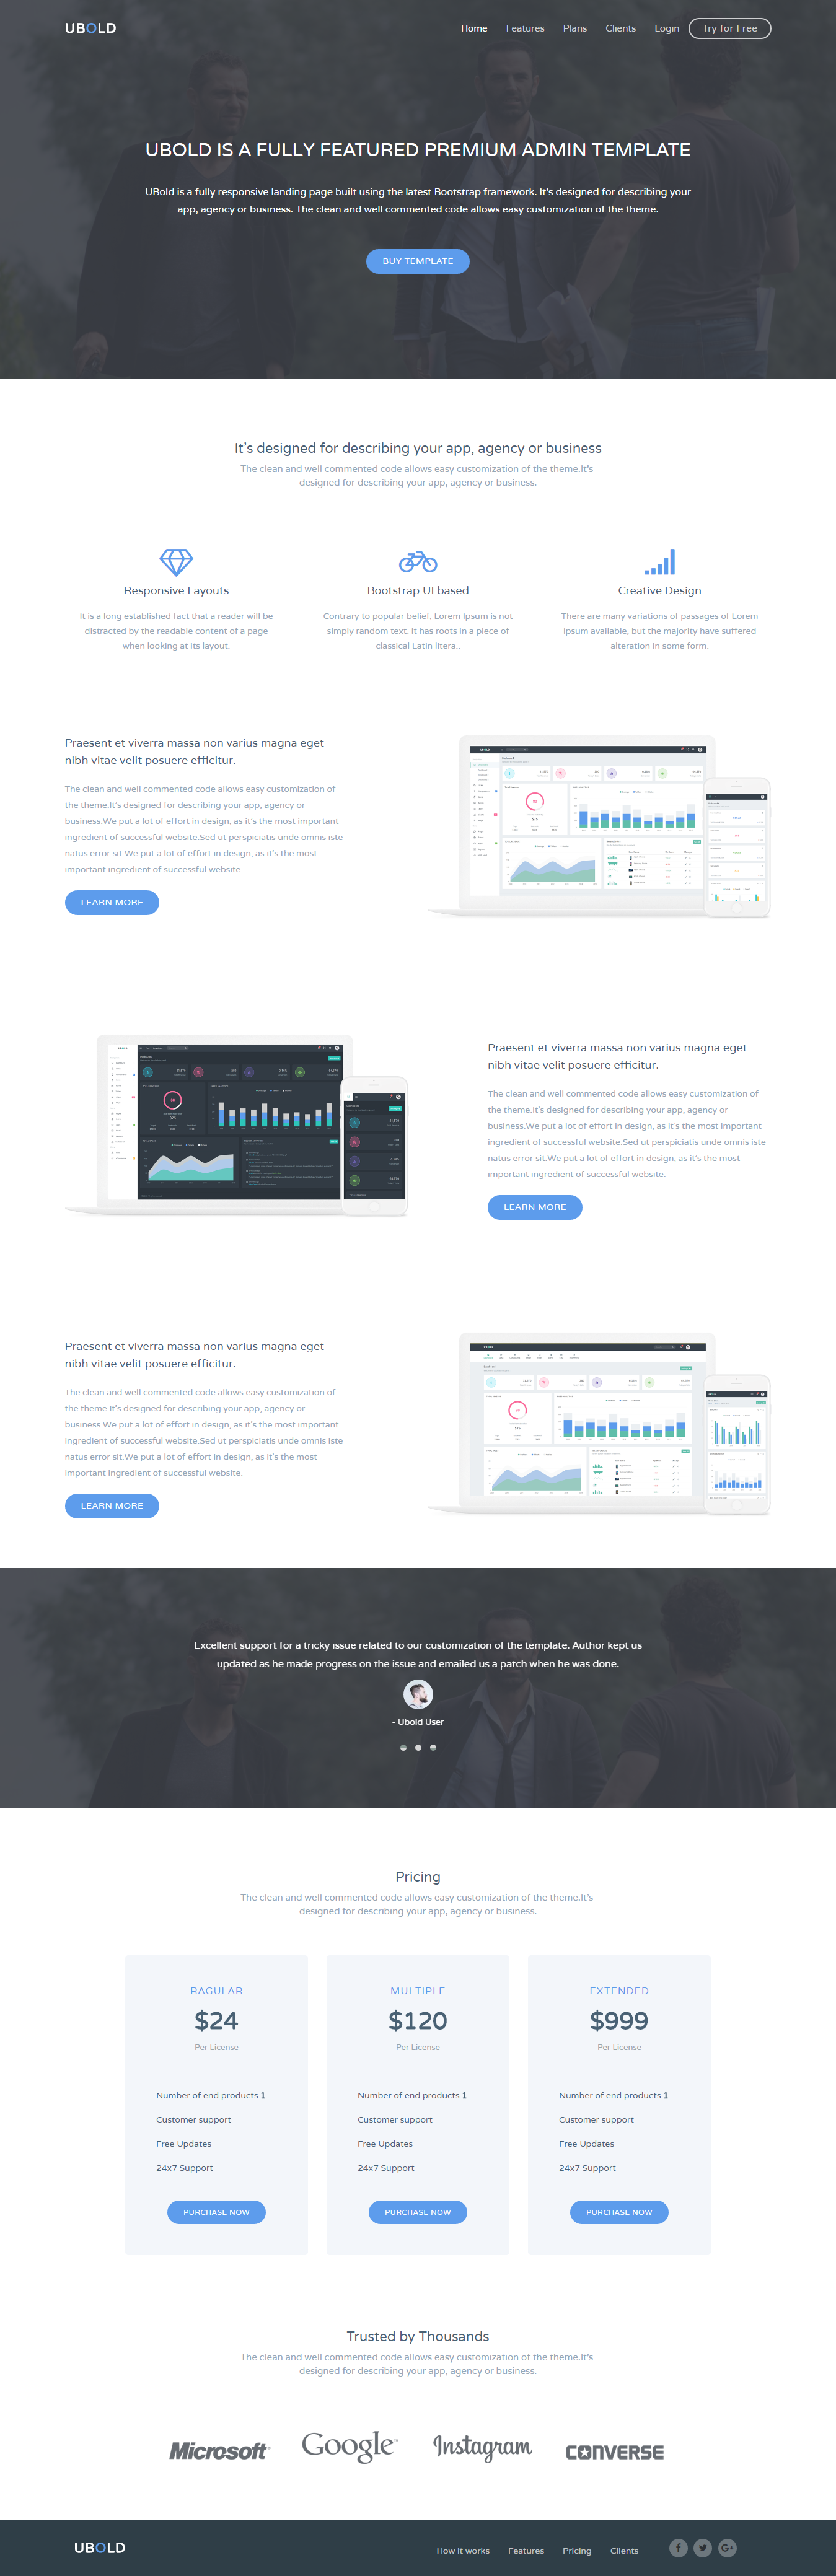 UBOLD
Home Features Plans Clients Login Try for Free
UBOLD IS A FULLY FEATURED PREMIUM ADMIN TEMPLATE
UBold is a fully responsive landing page built using the latest Bootstrap framework. It's designed for describing your
app, agency or business. The clean and well commented code allows easy customization of the theme.
BUY TEMPLATE
It's designed for describing your app, agency or business
The clean and well commented code allows easy customization of the theme.It's
designed for describing your app, agency or business.
Responsive Layouts
It is a long established fact that a reader will be
distracted by the readable content of a page
when looking at its layout.
Bootstrap UI based
Contrary to popular belief, Lorem Ipsum is not
simply random text. It has roots in a piece of
classical Latin litera..
Creative Design
There are many variations of passages of Lorem
Ipsum available, but the majority have suffered
alteration in some form.
Praesent et viverra massa non varius magna eget
nibh vitae velit posuere efficitur.
The clean and well commented code allows easy customization of
the theme.It's designed for describing your app, agency or
business.We put a lot of effort in design, as it's the most important
ingredient of successful website.Sed ut perspiciatis unde omnis iste
natus error sit.We put a lot of effort in design, as it's the most
important ingredient of successful website.
LEARN MORE
Praesent et viverra massa non varius magna eget
nibh vitae velit posuere efficitur.
The clean and well commented code allows easy customization of
the theme.It's designed for describing your app, agency or
business.We put a lot of effort in design, as it's the most important
ingredient of successful website.Sed ut perspiciatis unde omnis iste
natus error sit.We put a lot of effort in design, as it's the most
important ingredient of successful website.
LEARN MORE
Praesent et viverra massa non varius magna eget
nibh vitae velit posuere efficitur.
The clean and well commented code allows easy customization of
the theme.It's designed for describing your app, agency or
business.We put a lot of effort in design, as it's the most important
ingredient of successful website.Sed ut perspiciatis unde omnis iste
natus error sit.We put a lot of effort in design, as it's the most
important ingredient of successful website.
LEARN MORE
Excellent support for a tricky issue related to our customization of the template. Author kept us
updated as he made progress on the issue and emailed us a patch when he was done.
- Ubold User
Pricing
The clean and well commented code allows easy customization of the theme.It's
designed for describing your app, agency or business.
RAGULAR
$24
Per License
Number of end products 1
Customer support
Free Updates
24x7 Support
PURCHASE NOW
MULTIPLE
$120
Per License
Number of end products 1
Customer support
Free Updates
24x7 Support
PURCHASE NOW
EXTENDED
$999
Per License
Number of end products 1
Customer support
Free Updates
24x7 Support
PURCHASE NOW
Trusted by Thousands
The clean and well commented code allows easy customization of the theme.It's
designed for describing your app, agency or business.
Microsoft Google™ Instagram CONVERSE
UBOLD
How it works Features Pricing Clients